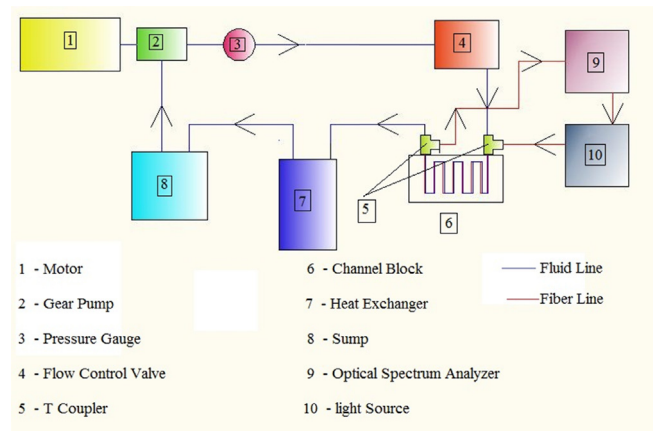 1
2
3
4
9
10
8
7
5
6
1 - Motor
2 - Gear Pump
3 - Pressure Gauge
4 - Flow Control Valve
5 - T Coupler
6 - Channel Block
7 - Heat Exchanger
8 - Sump
9 - Optical Spectrum Analyzer
10 - light Source
Fluid Line
Fiber Line